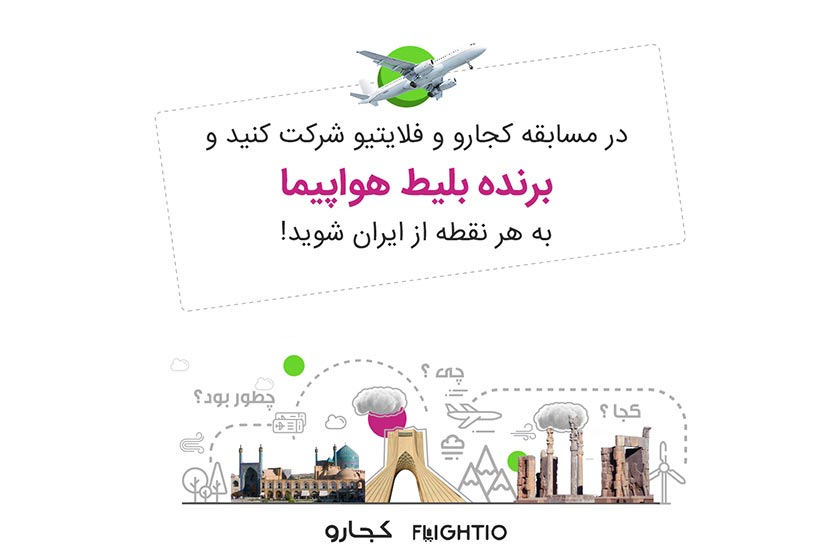 در مسابقه کجارو و فلایتیو شرکت کنید و
برنده بلیط هواپیما
به هر نقطه از ایران شوید!
چی ؟
چطور بود؟
کجا ؟
کجارو
FLIGHTIO